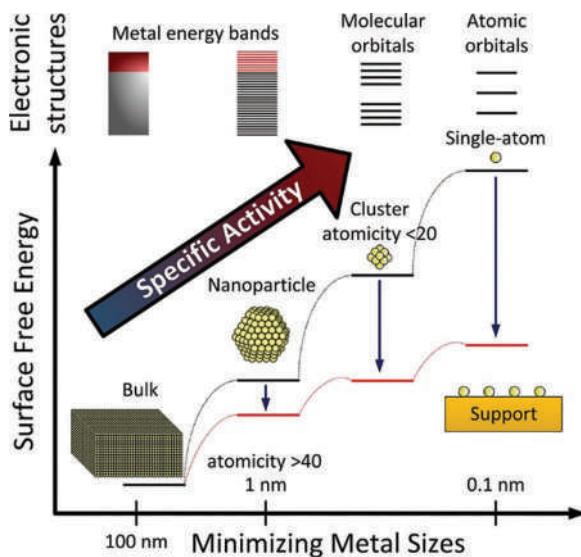 Electronic
structures
Metal energy bands
Molecular
orbitals
Atomic
orbitals
Single-atom
Specific Activity
Cluster
atomicity <20
Nanoparticle
Bulk
Surface Free Energy
Support
atomicity >40
1 nm
0.1 nm
100 nm
Minimizing Metal Sizes